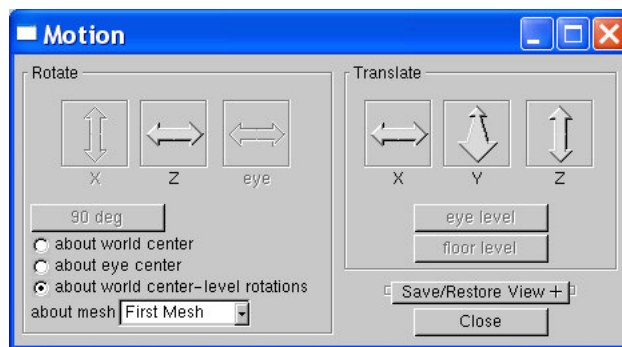 Motion
Rotate
X
Z
eye
90 deg
about world center
about eye center
about world center-level rotations
about mesh First Mesh
Translate
X
Y
Z
eye level
floor level
Save/Restore View +
Close